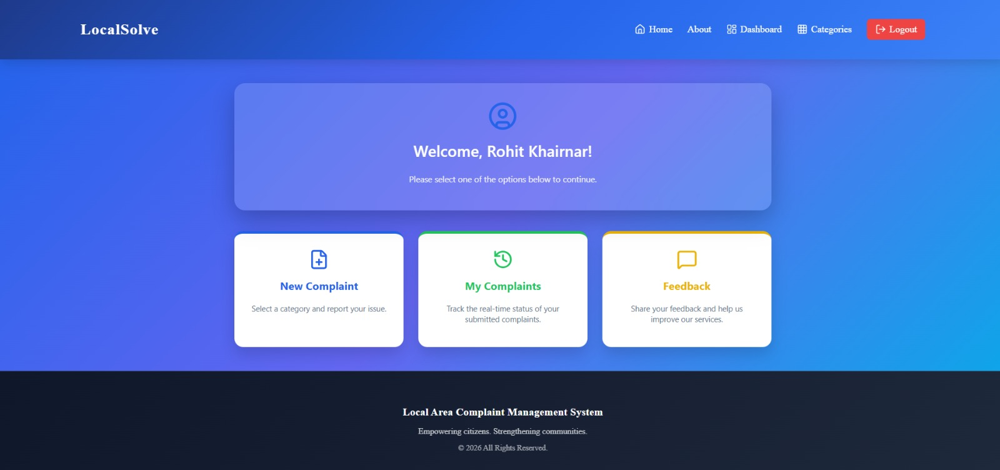 LocalSolve
Home
About
Dashboard
Categories
Logout
Welcome, Rohit Khairnar!
Please select one of the options below to continue.
New Complaint
Select a category and report your issue.
My Complaints
Track the real-time status of your
submitted complaints.
Feedback
Share your feedback and help us
improve our services.
Local Area Complaint Management System
Empowering citizens. Strengthening communities.
© 2026 All Rights Reserved.